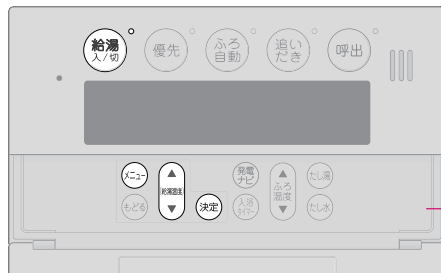 給湯
入/切
優先
ふろ
自動
追い
だき
呼出
メニュー
▲
給湯温度
▼
もどる
決定
発電
ナビ
入浴
タイマー
▲
ふろ
温度
▼
たし湯
たし水